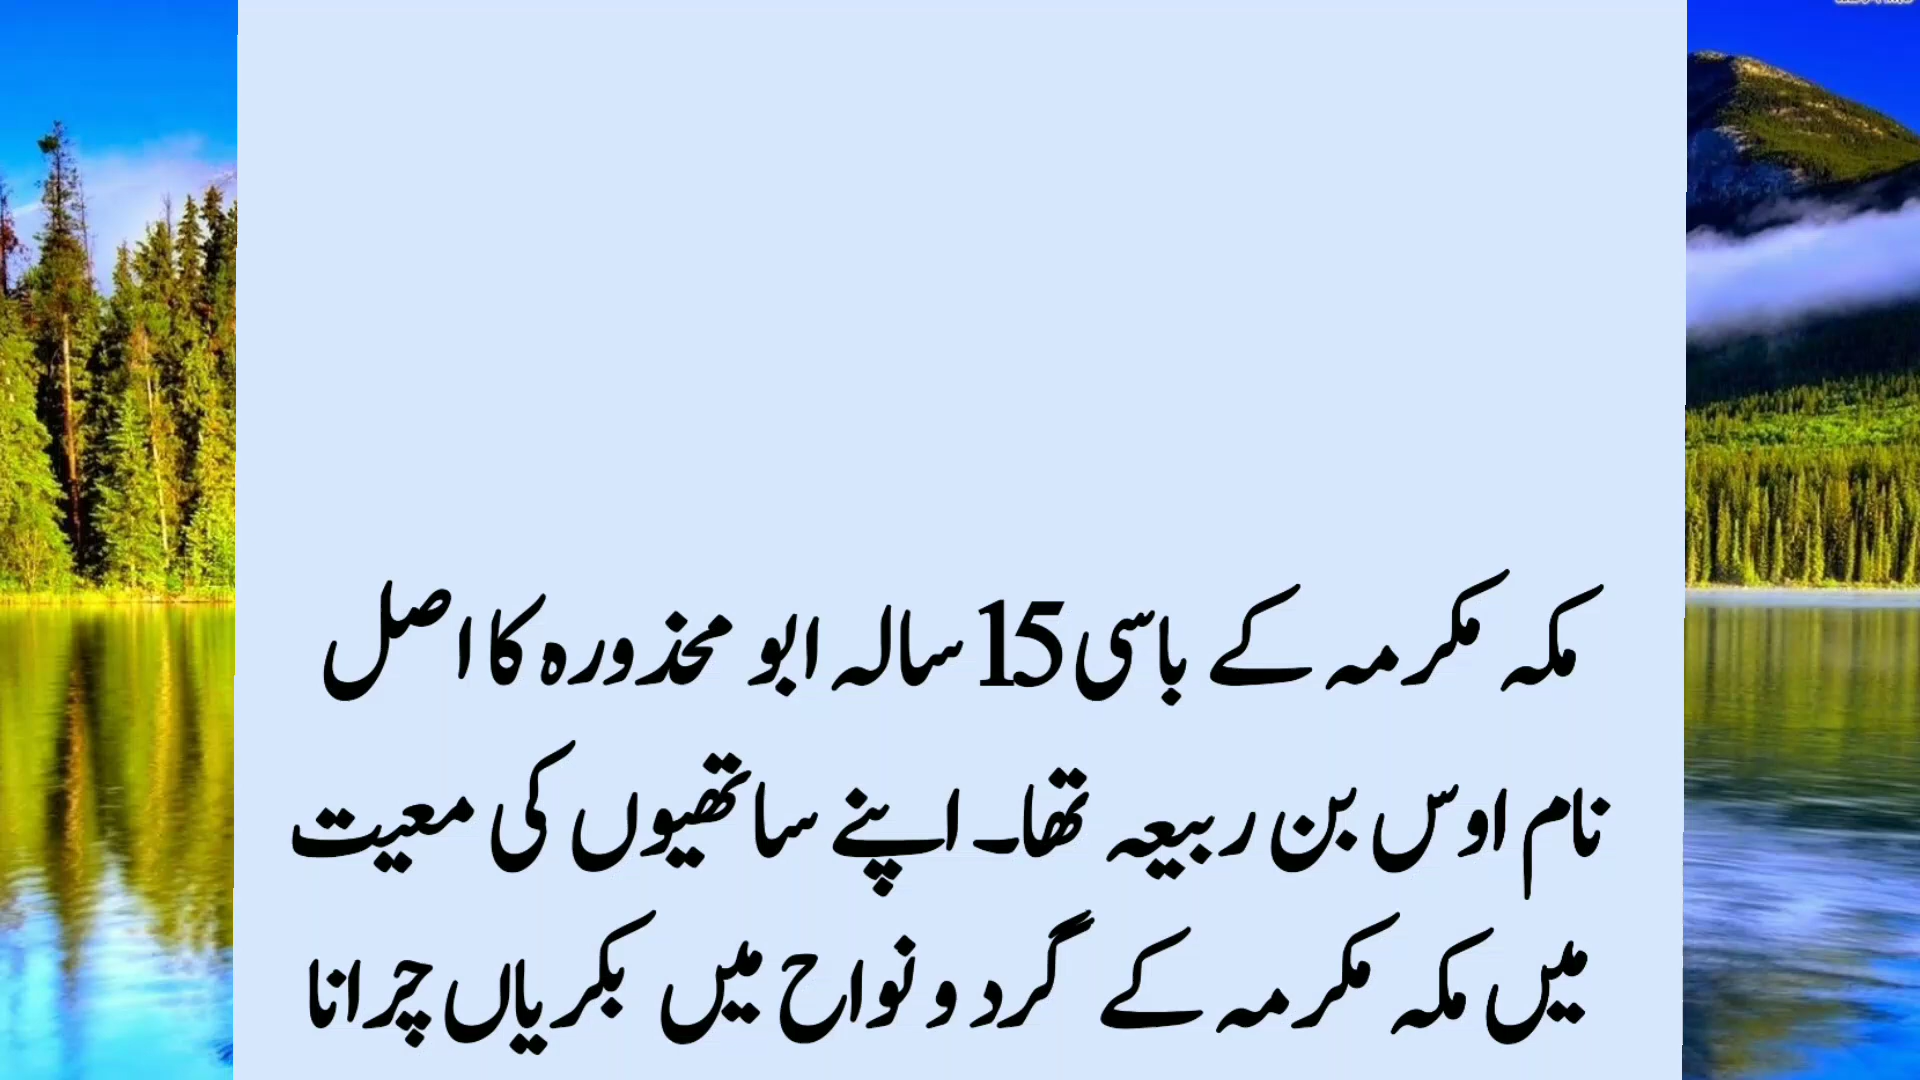 مکہ مکرمہ کے باسی 15 سالہ ابو محذورہ کا اصل
نام اوس بن ربیعہ تھا۔ اپنے ساتھیوں کی معیت
میں مکہ مکرمہ کے گرد و نواح میں بکریاں چرانا